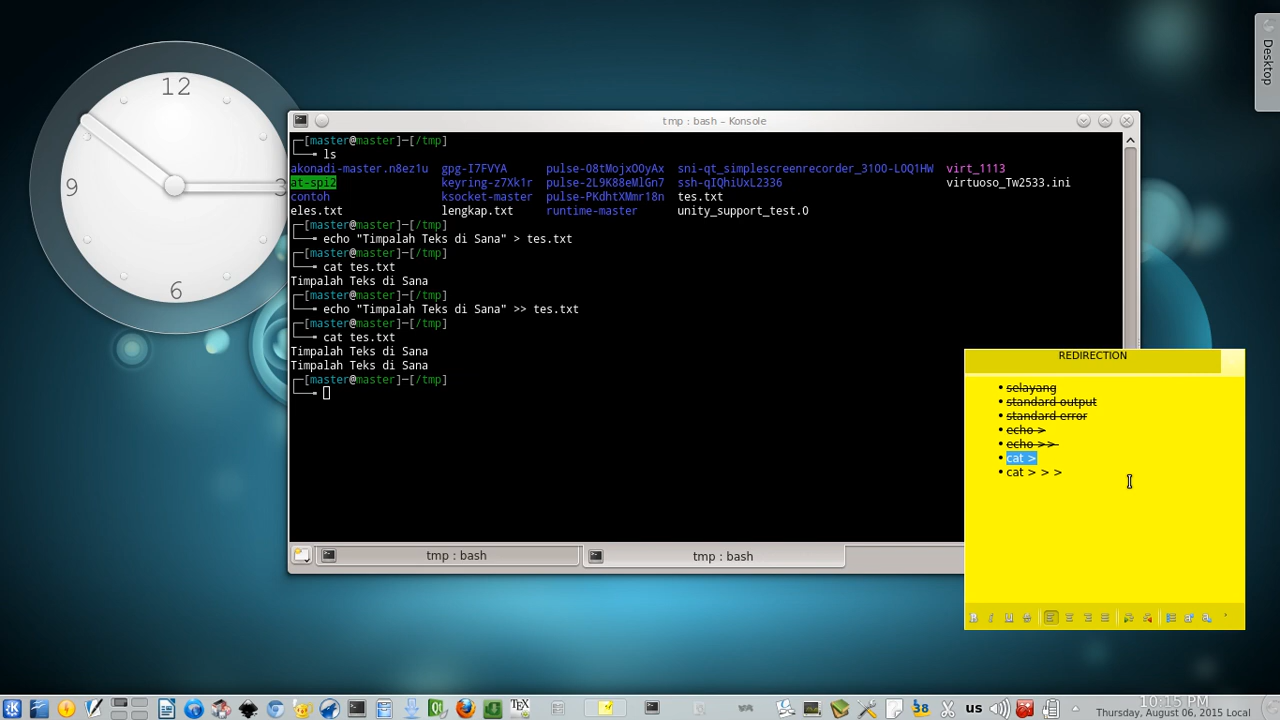 Desktop
12
3
6
9
tmp : bash – Konsole
┌─[master@master]─[/tmp]
└──╼ ls
akonadi-master.n8ez1u gpg-I7FVYA pulse-O8tMojxOOyAx sni-qt_simplescreenrecorder_3100-LOQ1HW virt_1113
at-spi2 keyring-z7Xk1r pulse-2L9K88eMlGn7 ssh-qIQhiUxL2336 virtuoso_Tw2533.ini
contoh ksocket-master pulse-PKdhtXMmr18n tes.txt
eles.txt lengkap.txt runtime-master unity_support_test.0
┌─[master@master]─[/tmp]
└──╼ echo "Timpalah Teks di Sana" > tes.txt
┌─[master@master]─[/tmp]
└──╼ cat tes.txt
Timpalah Teks di Sana
┌─[master@master]─[/tmp]
└──╼ echo "Timpalah Teks di Sana" >> tes.txt
┌─[master@master]─[/tmp]
└──╼ cat tes.txt
Timpalah Teks di Sana
Timpalah Teks di Sana
┌─[master@master]─[/tmp]
└──╼
tmp : bash
tmp : bash
REDIRECTION
• selayang
• standard output
• standard error
• echo >
• echo >>
• cat >
• cat > > >
us
10:15 PM
Thursday, August 06, 2015 Local